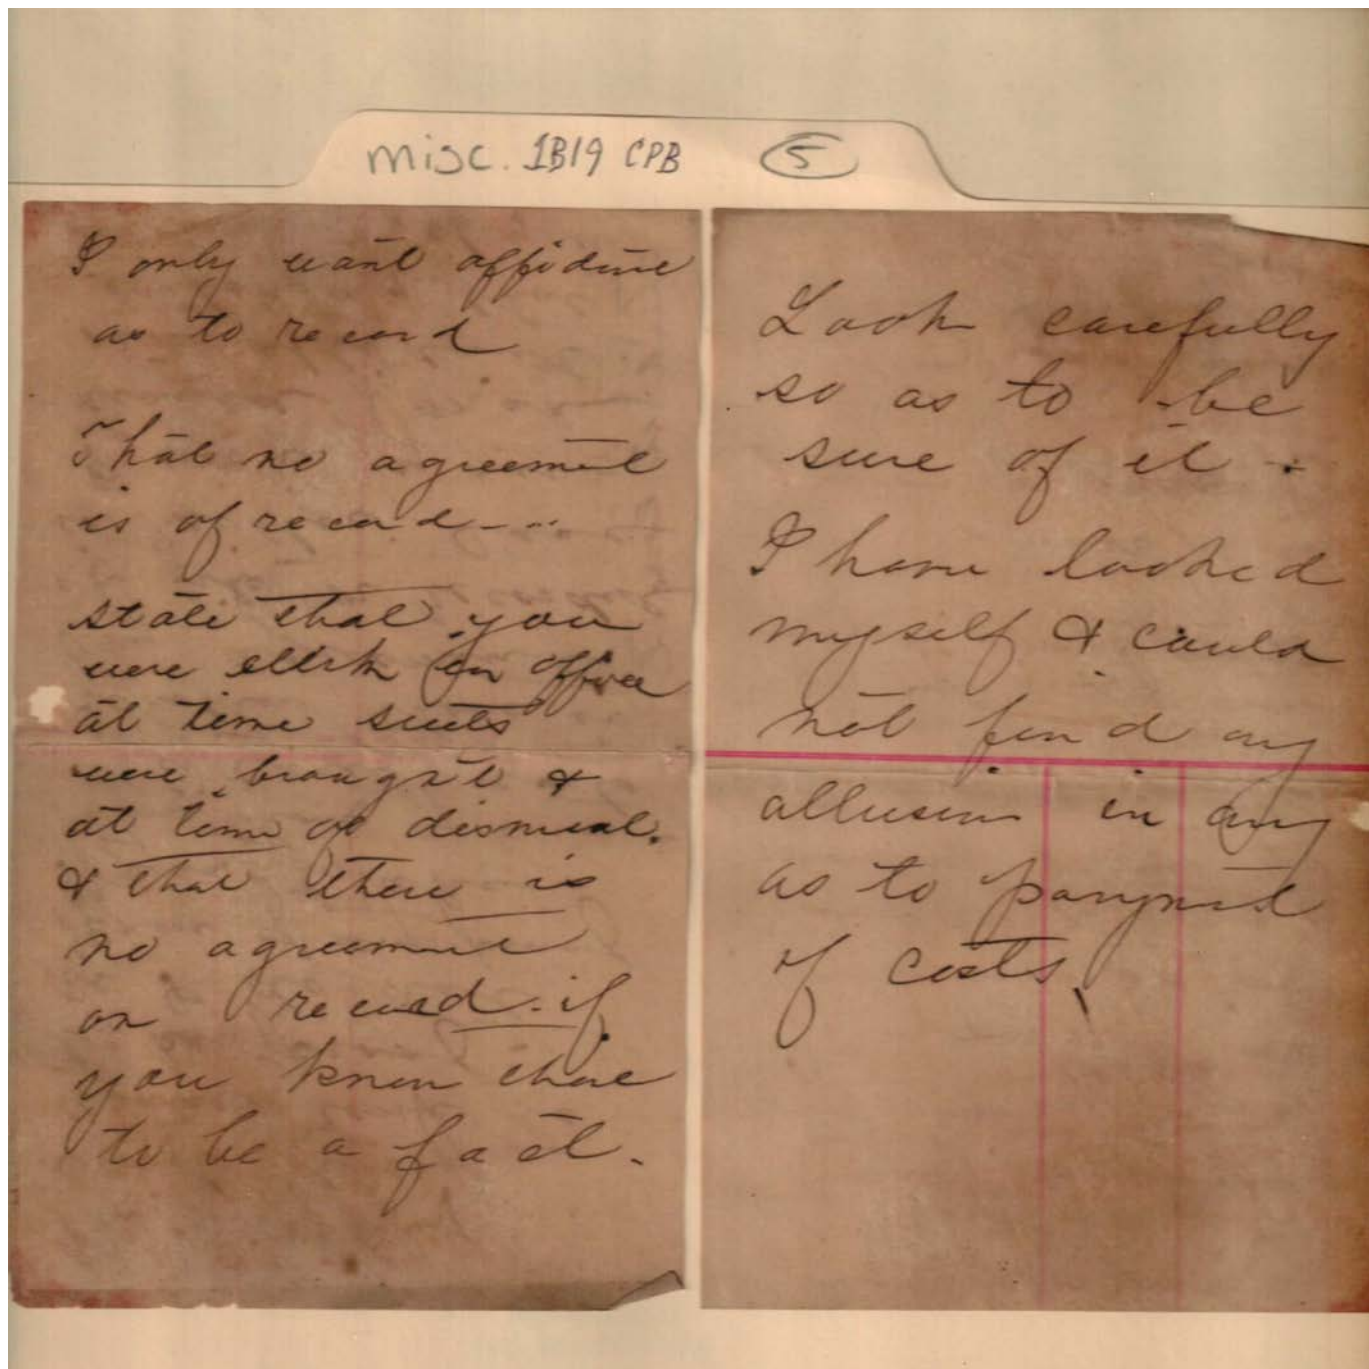 misc. 1B19 CPB 5
I only want affidavit
as to record
That no agreement
is of record
state that you
were clerk in office
at time suits
were brought &
at time of dismissal.
& that there is
no agreement
on record if
you know
to be a fact.
Look carefully
so as to be
sure of it.
I have looked
myself & could
not find any
allusion in any
as to payment
of costs